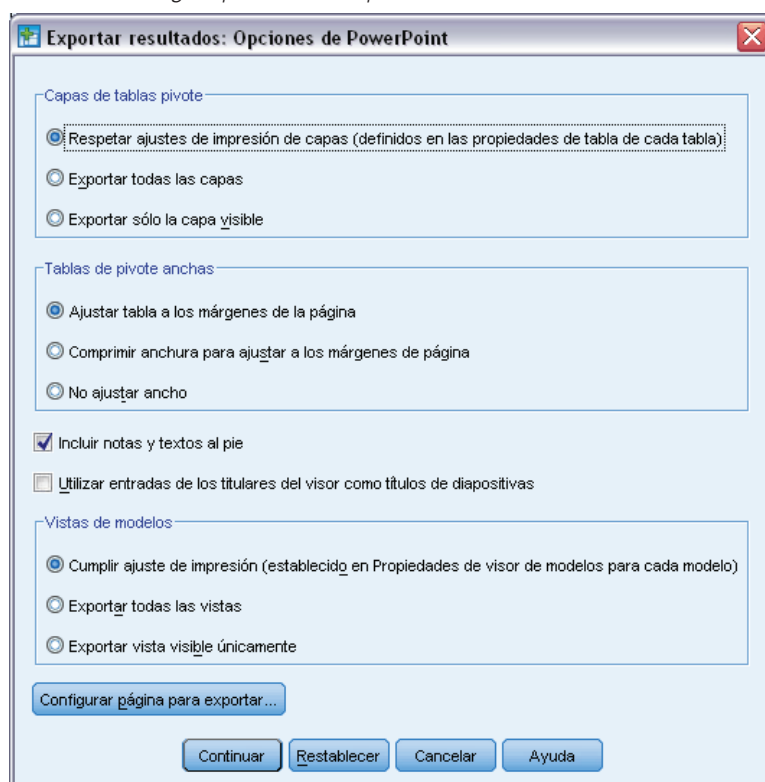 Exportar resultados: Opciones de PowerPoint
Capas de tablas pivote
Respetar ajustes de impresión de capas (definidos en las propiedades de tabla de cada tabla)
Exportar todas las capas
Exportar sólo la capa visible
Tablas de pivote anchas
Ajustar tabla a los márgenes de la página
Comprimir anchura para ajustar a los márgenes de página
No ajustar ancho
Incluir notas y textos al pie
Utilizar entradas de los titulares del visor como títulos de diapositivas
Vistas de modelos
Cumplir ajuste de impresión (establecido en Propiedades de visor de modelos para cada modelo)
Exportar todas las vistas
Exportar vista visible únicamente
Configurar página para exportar...
Continuar Restablecer Cancelar Ayuda